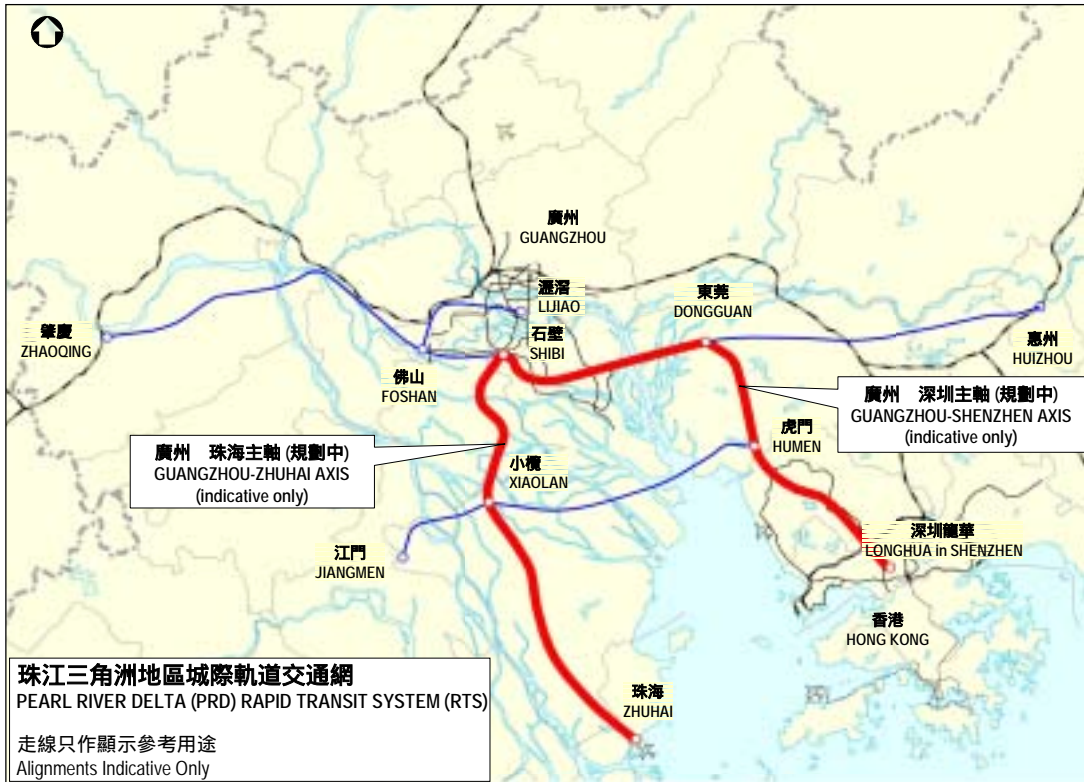 廣州
GUANGZHOU
瀝滘
LIJIAO
東莞
DONGGUAN
肇慶
ZHAOQING
石壁
SHIBI
惠州
HUIZHOU
佛山
FOSHAN
廣州 深圳主軸 (規劃中)
GUANGZHOU-SHENZHEN AXIS
(indicative only)
虎門
HUMEN
廣州 珠海主軸 (規劃中)
GUANGZHOU-ZHUHAI AXIS
(indicative only)
小欖
XIAOLAN
深圳龍華
LONGHUA in SHENZHEN
江門
JIANGMEN
香港
HONG KONG
珠江三角洲地區城際軌道交通網
PEARL RIVER DELTA (PRD) RAPID TRANSIT SYSTEM (RTS)
珠海
ZHUHAI
走線只作顯示參考用途
Alignments Indicative Only